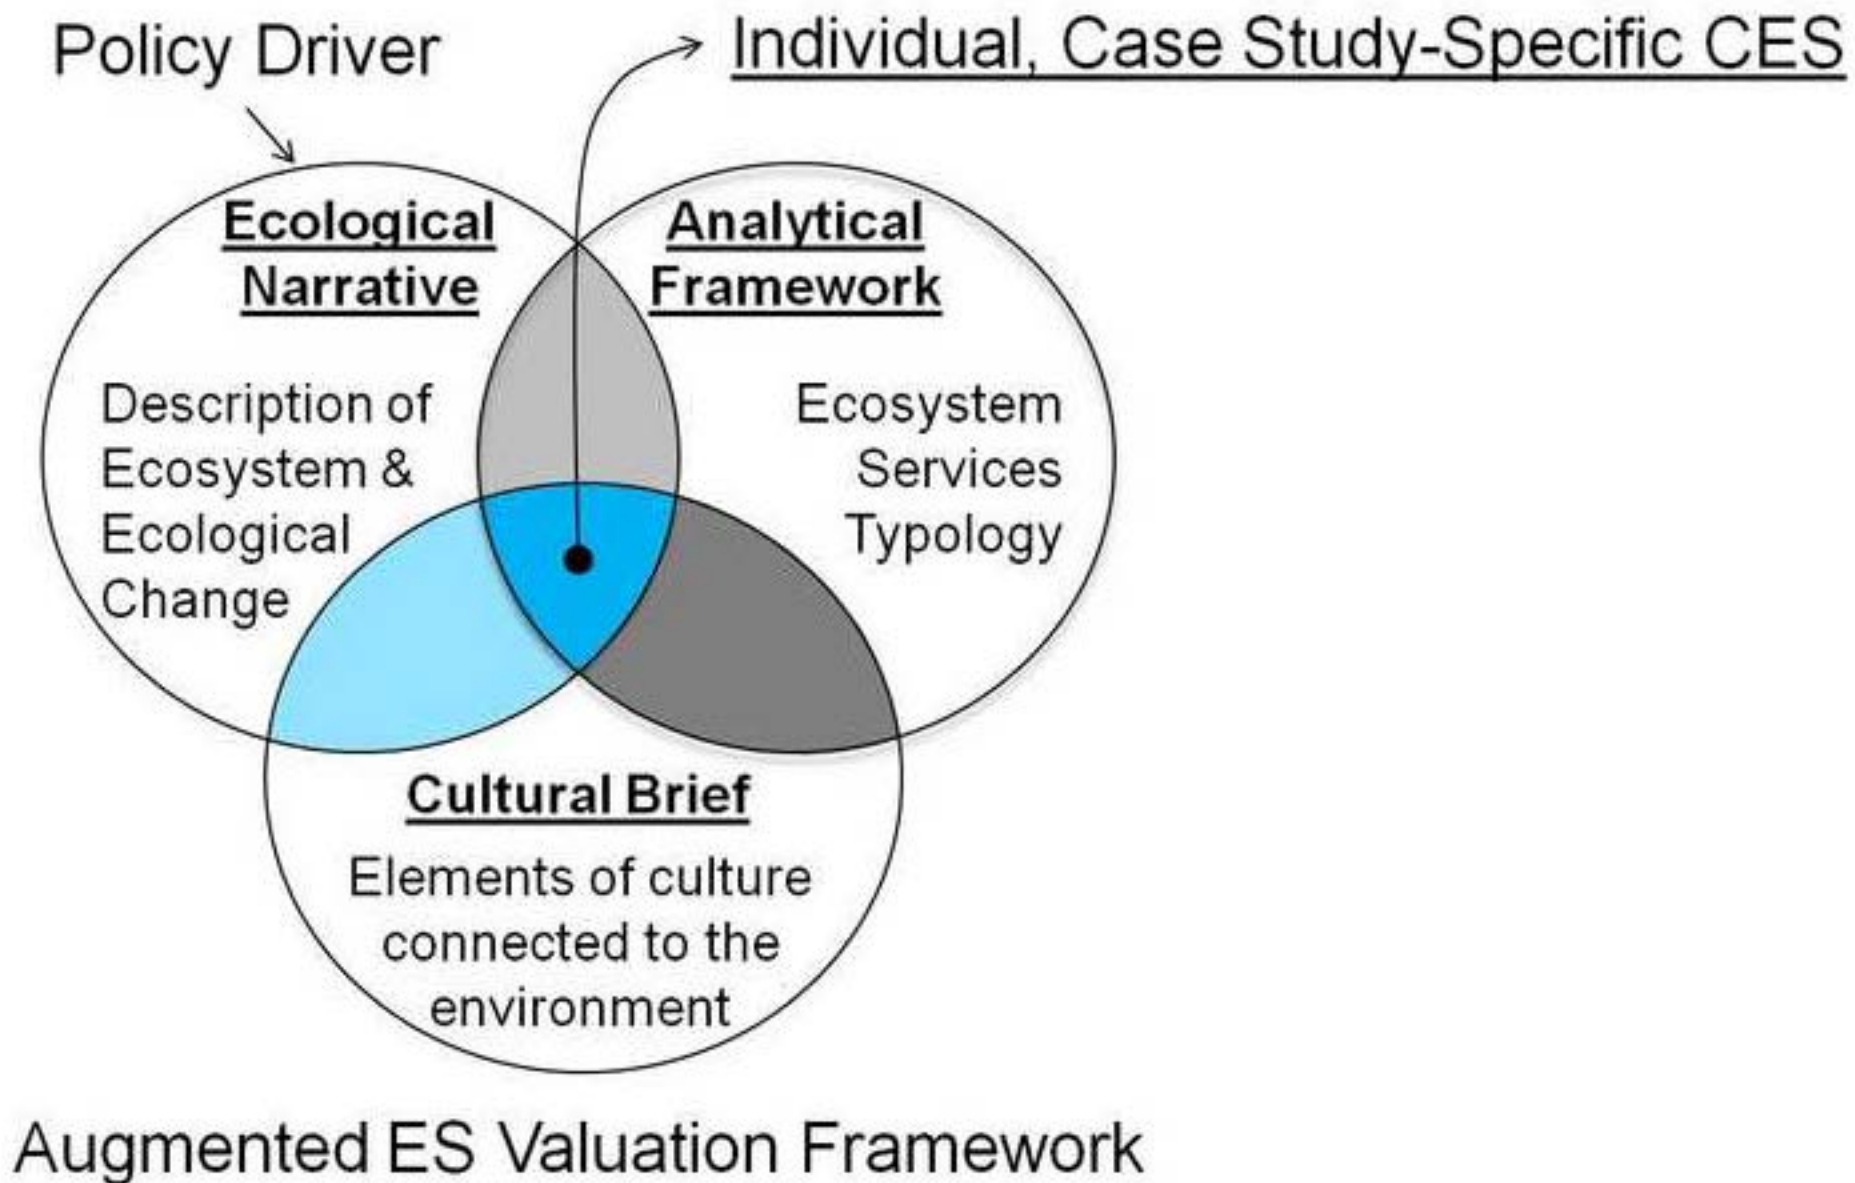 Policy Driver
Individual, Case Study-Specific CES
Ecological
Narrative
Analytical
Framework
Description of
Ecosystem &
Ecological
Change
Ecosystem
Services
Typology
Cultural Brief
Elements of culture
connected to the
environment
Augmented ES Valuation Framework